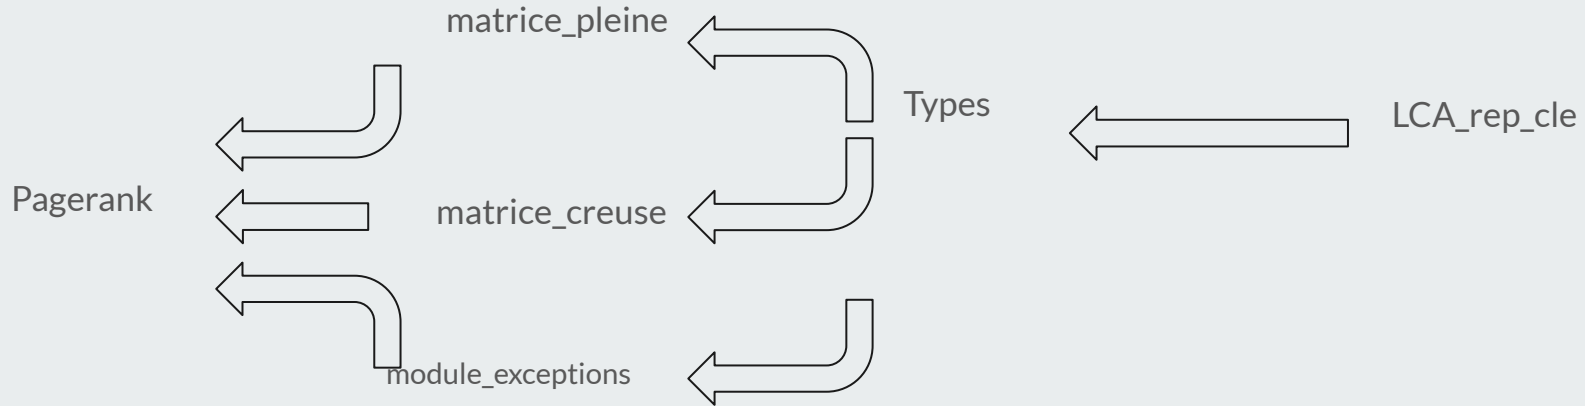 matrice_pleine
Types
LCA_rep_cle
Pagerank
matrice_creuse
module_exceptions